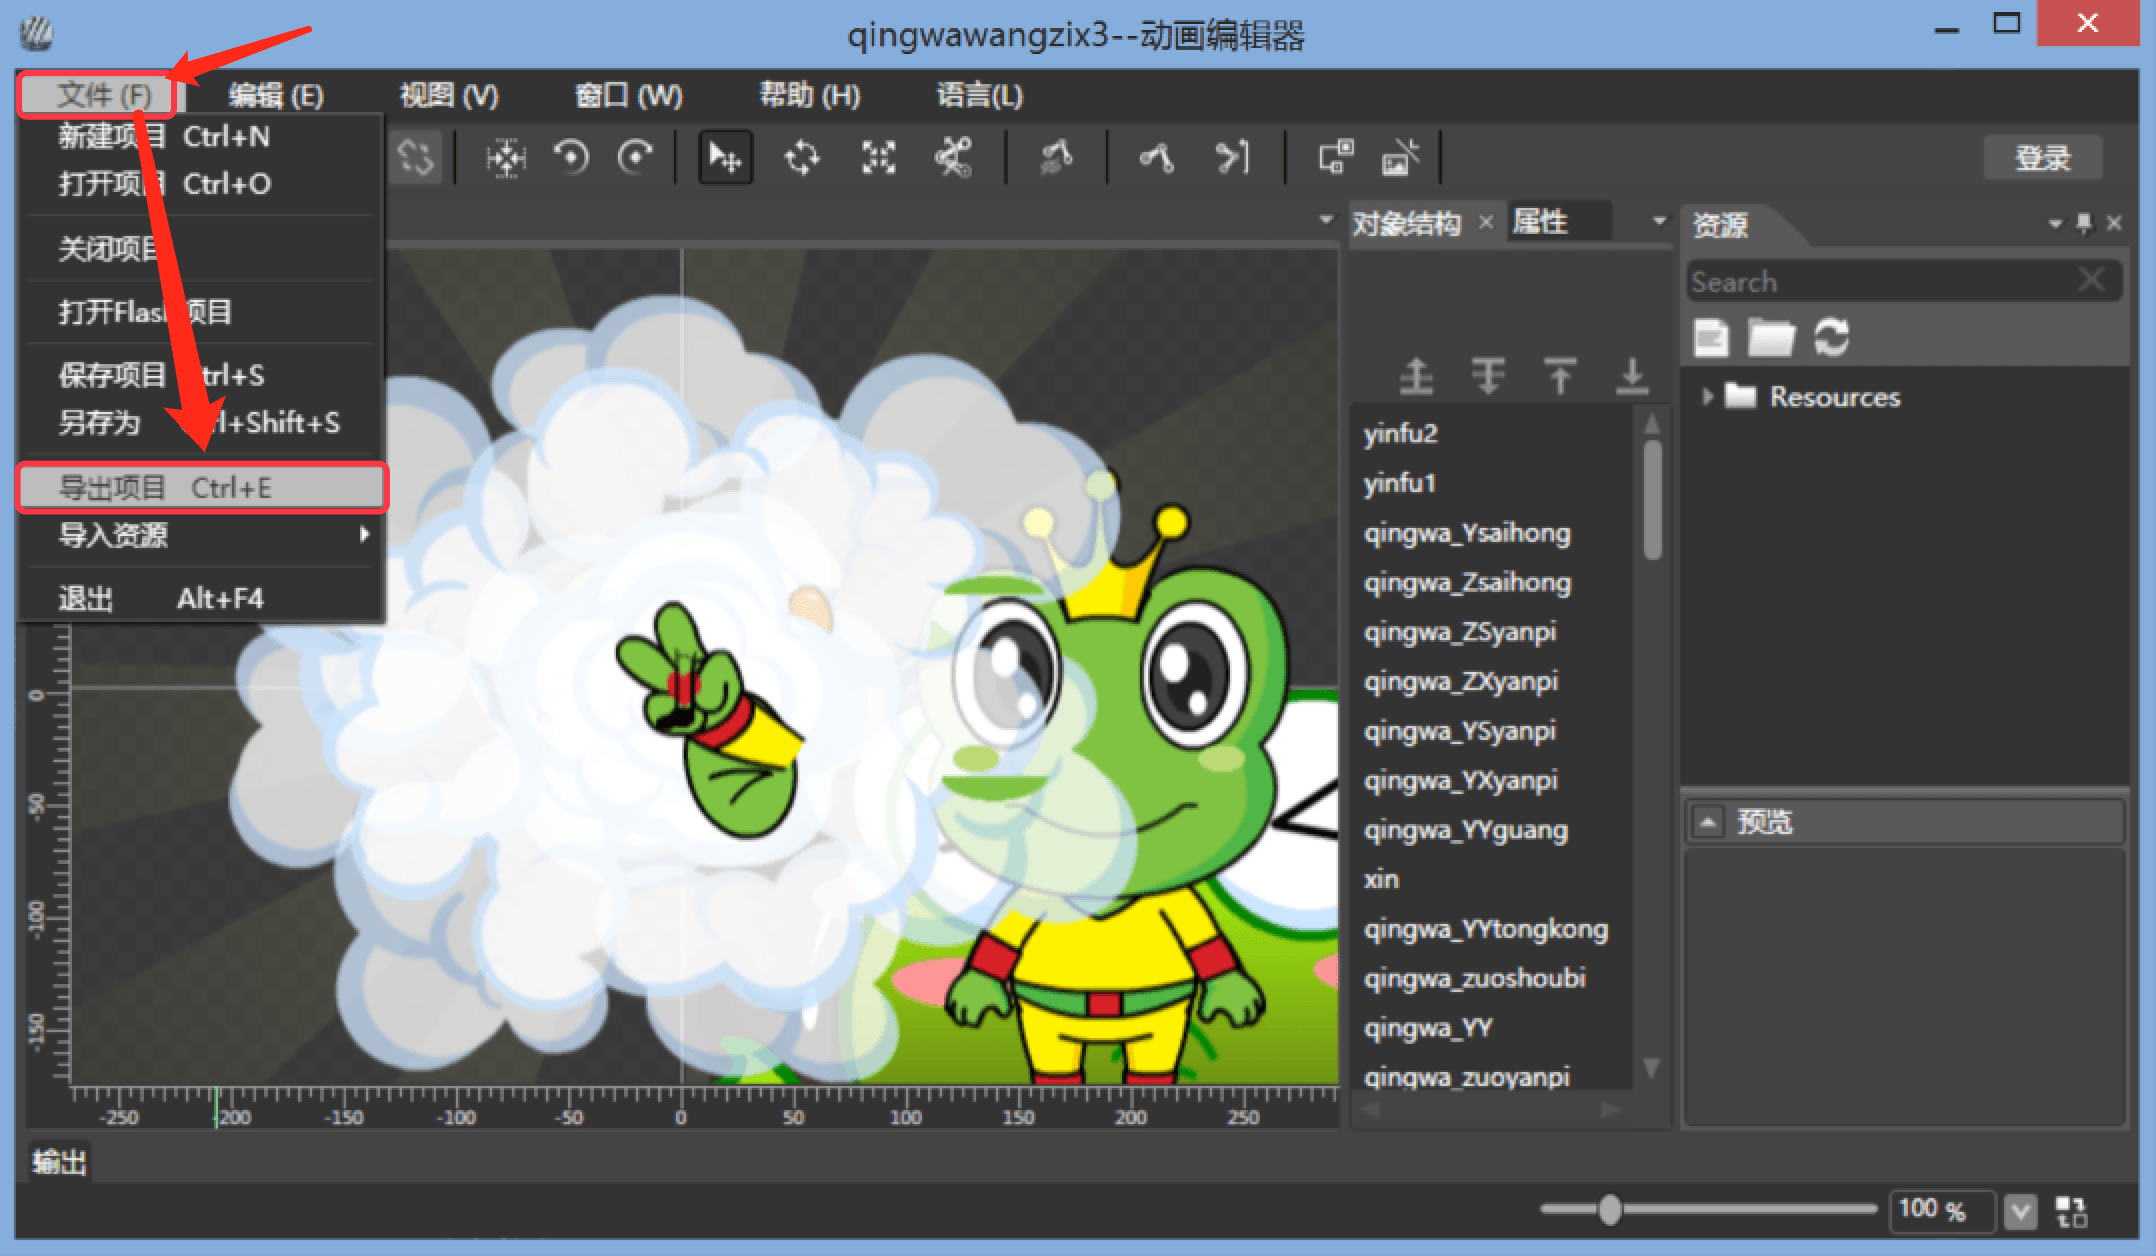 qingwawangzix3--动画编辑器
文件 (F) 编辑 (E) 视图 (V) 窗口 (W) 帮助 (H) 语言(L)
新建项目 Ctrl+N
打开项目 Ctrl+O
关闭项目
打开Flash项目
保存项目 Ctrl+S
另存为 Ctrl+Shift+S
导出项目 Ctrl+E
导入资源
退出 Alt+F4
登录
对象结构 × 属性
yinfu2
yinfu1
qingwa_Ysaihong
qingwa_Zsaihong
qingwa_ZSyanpi
qingwa_ZXyanpi
qingwa_YSyanpi
qingwa_YXyanpi
qingwa_YYguang
xin
qingwa_YYtongkong
qingwa_zuoshoubi
qingwa_YY
qingwa_zuoyanpi
资源
Search
Resources
预览
0
-50
-100
-150
-250 -200 -150 -100 -50 0 50 100 150 200 250
输出
100 %